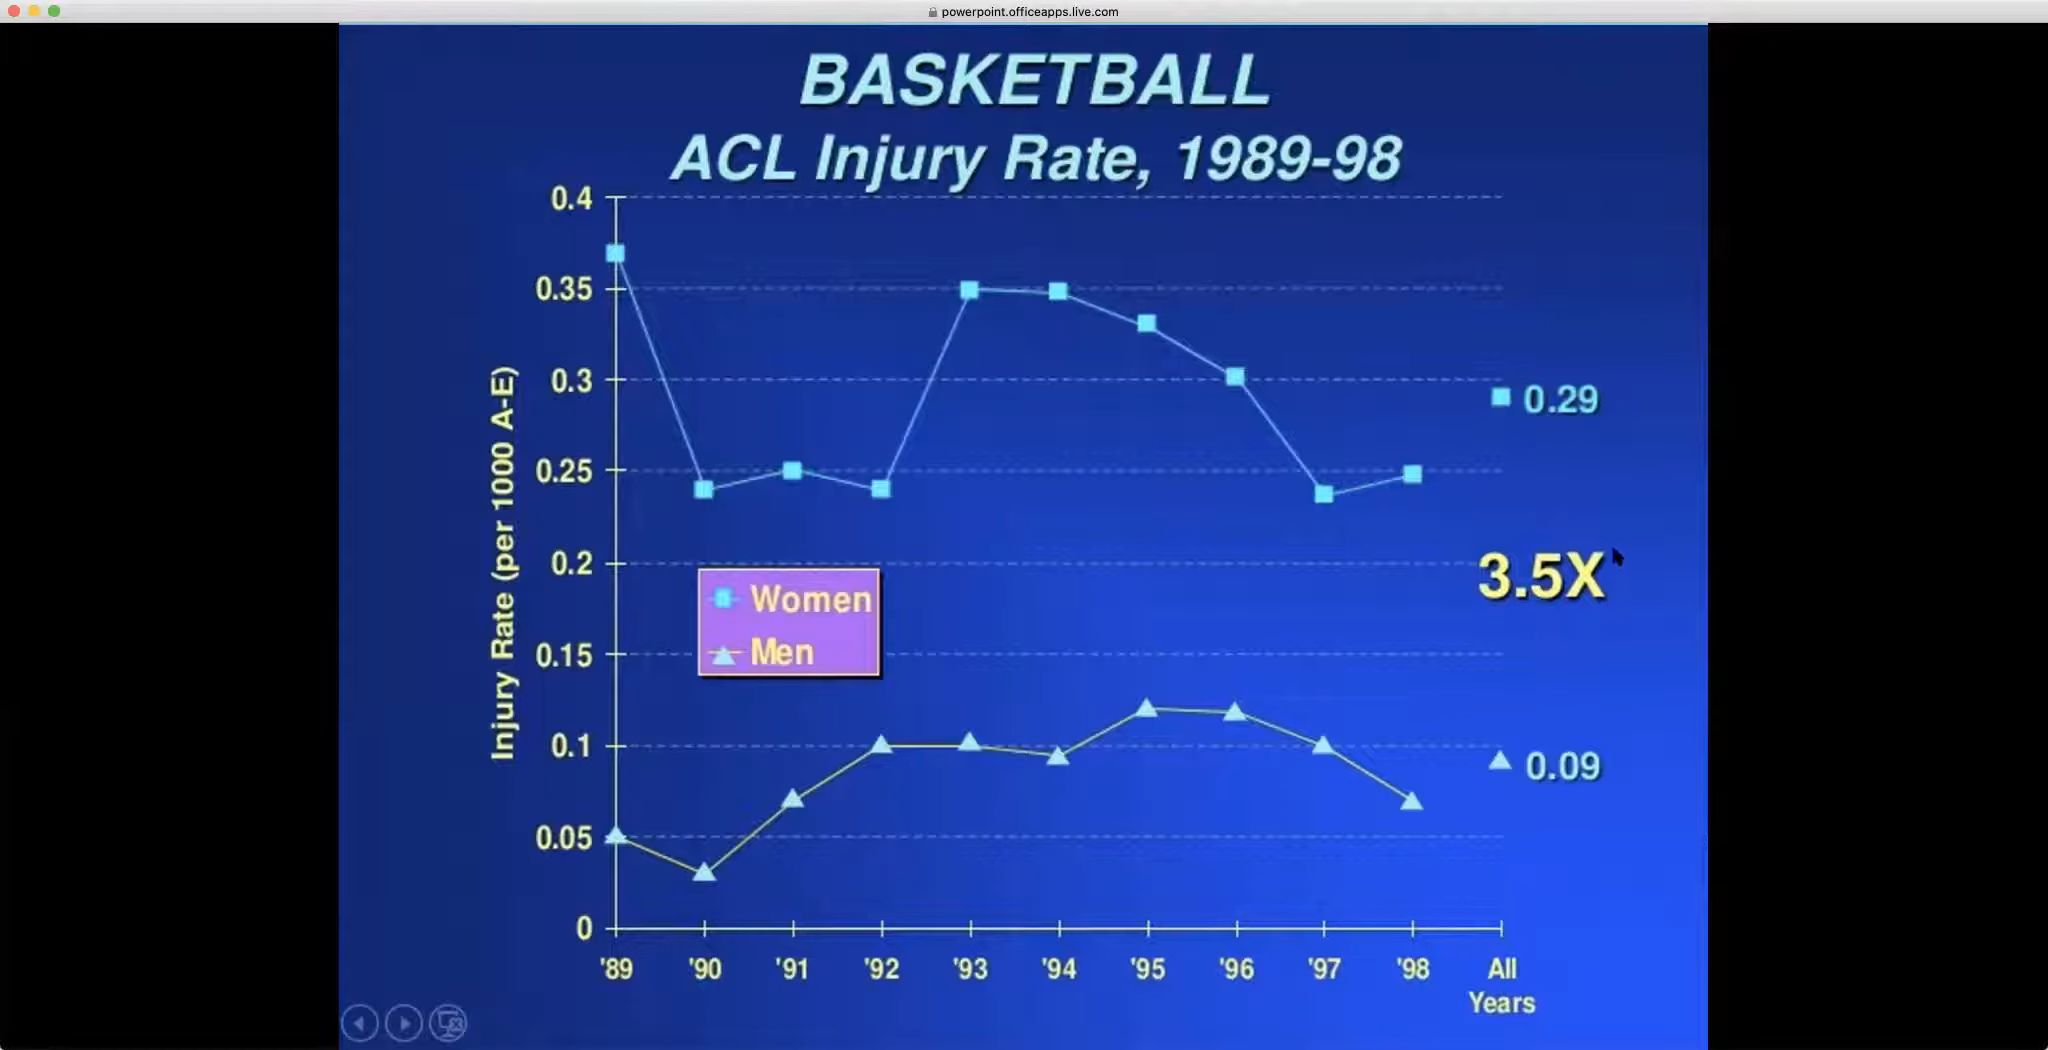 powerpoint.officeapps.live.com
BASKETBALL
ACL Injury Rate, 1989-98
Injury Rate (per 1000 A-E)
0.4
0.35
0.3
0.25
0.2
0.15
0.1
0.05
0
0.29
3.5X
0.09
Women
Men
'89 '90 '91 '92 '93 '94 '95 '96 '97 '98 All
Years